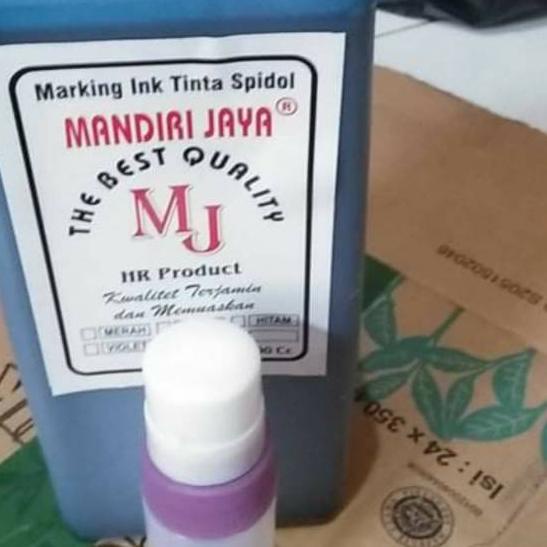 Marking Ink Tinta Spidol
MANDIRI JAYA ®
THE BEST QUALITY
MJ
HR Product
Kwalitet Terjamin
dan Memuaskan
MERAH HITAM
VIOLET Cc
Isi : 24 x 350